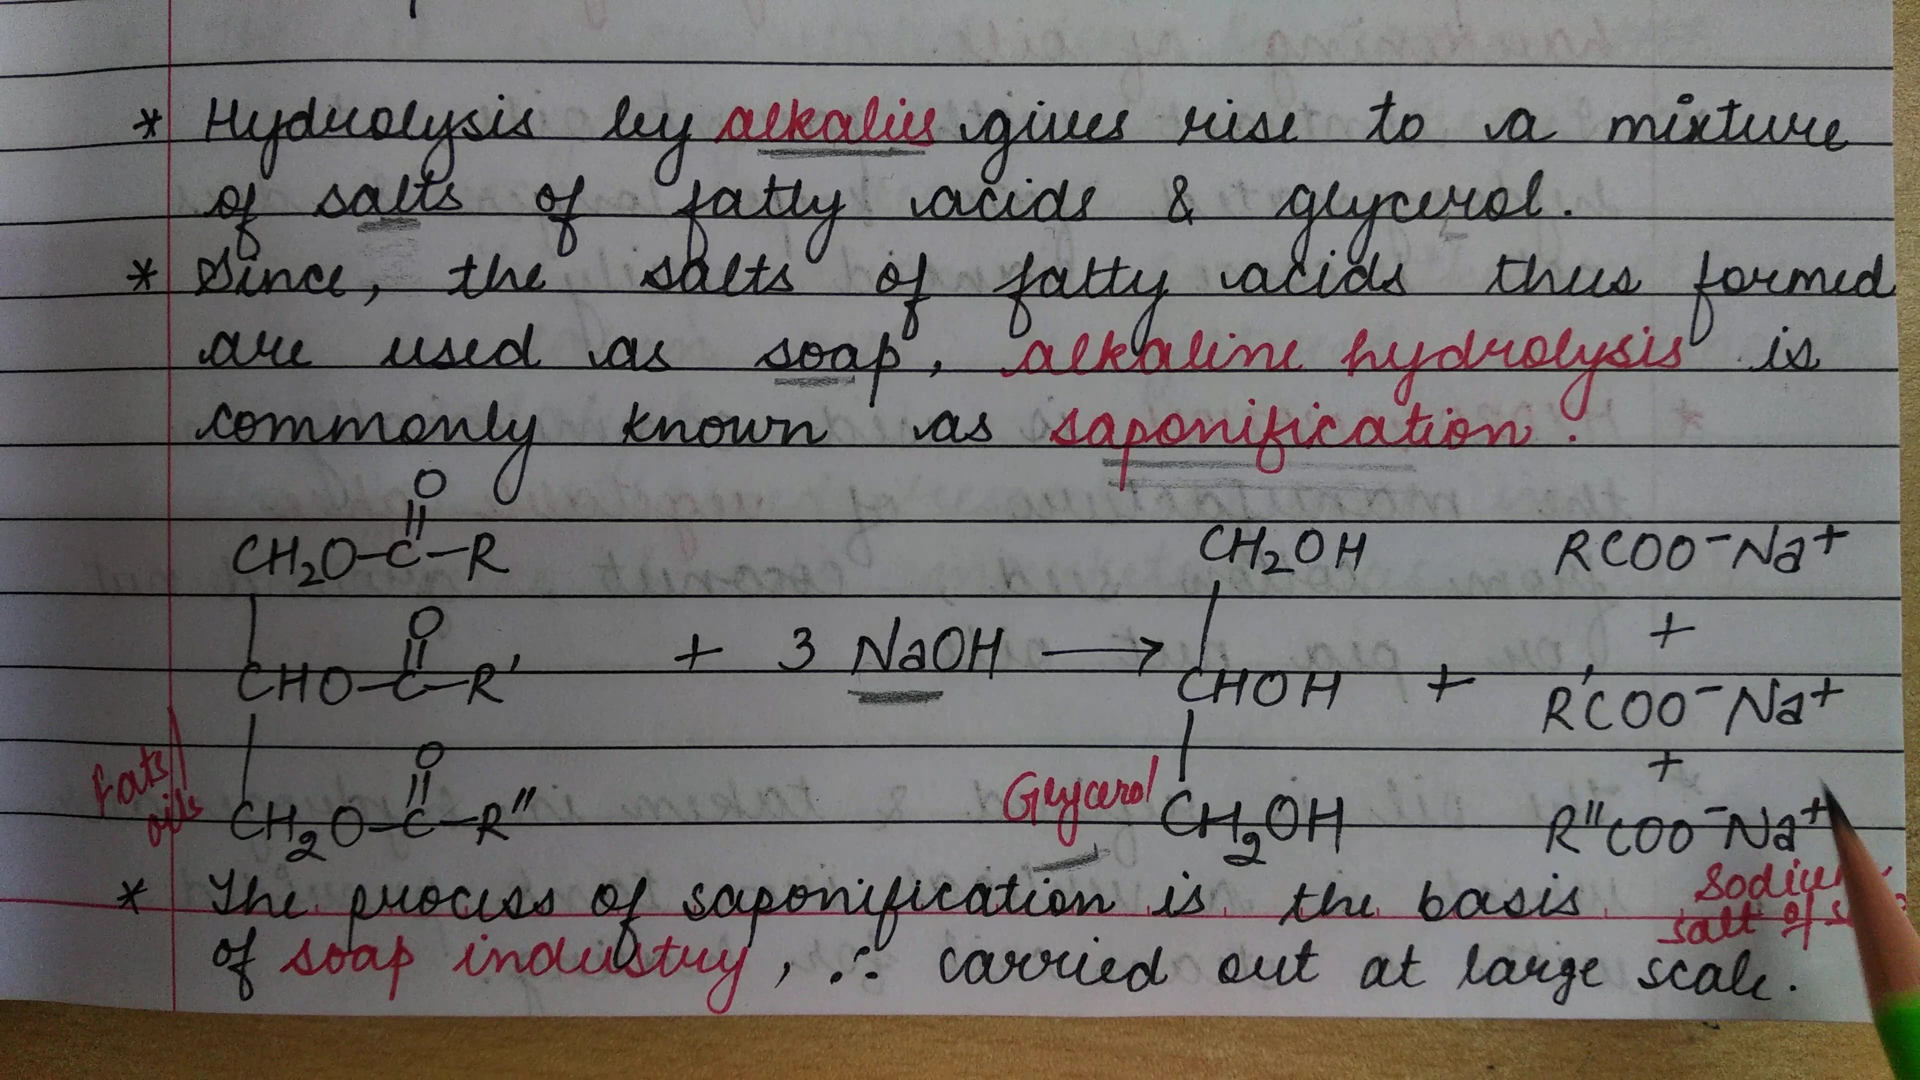 * Hydrolysis by alkalies gives rise to a mixture
of salts of fatty acids & glycerol.
* Since, the salts of fatty acids thus formed
are used as soap, alkaline hydrolysis is
commonly known as saponification.
O
||
CH₂O-C-R
CH₂OH
RCOO⁻Na⁺
O
||
+
CHO-C-R'
+ 3 NaOH →
CHOH
+
R'COO⁻Na⁺
O
||
+
Fats/
oils
CH₂O-C-R''
Glycerol
CH₂OH
R''COO⁻Na⁺
Sodium
salt of
* The process of saponification is the basis
of soap industry, ∴ carried out at large scale.